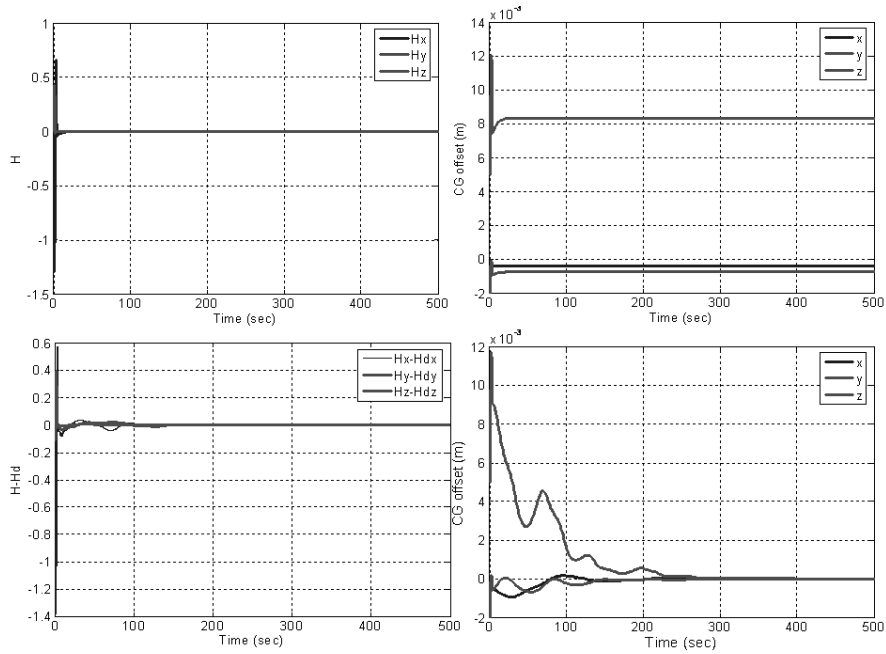 1
0.5
0
-0.5
-1
-1.5
H
0 100 200 300 400 500
Time (sec)
Hx
Hy
Hz
x 10⁻³
14
12
10
8
6
4
2
0
-2
CG offset (m)
0 100 200 300 400 500
Time (sec)
x
y
z
0.6
0.4
0.2
0
-0.2
-0.4
-0.6
-0.8
-1
-1.2
-1.4
H-Hd
0 100 200 300 400 500
Time (sec)
Hx-Hdx
Hy-Hdy
Hz-Hdz
x 10⁻³
12
10
8
6
4
2
0
-2
CG offset (m)
0 100 200 300 400 500
Time (sec)
x
y
z